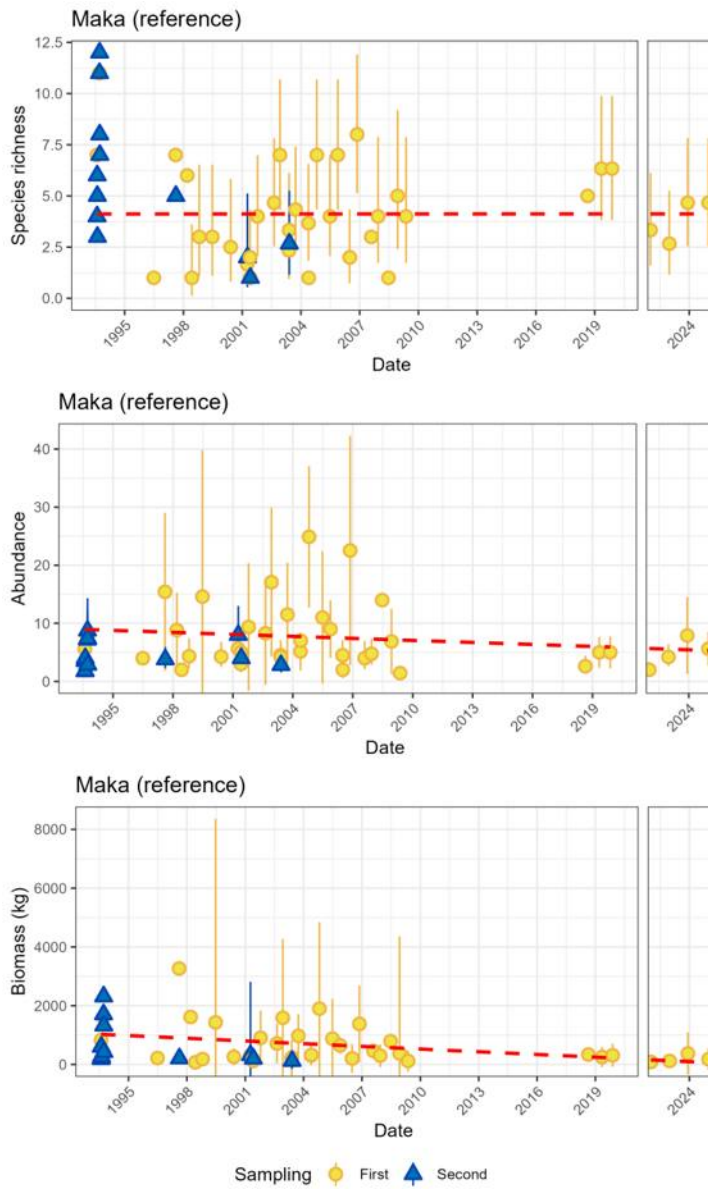 Maka (reference)
12.5
10.0
7.5
5.0
2.5
0.0
Species richness
1995 1998 2001 2004 2007 2010 2013 2016 2019 2024
Date
Maka (reference)
40
30
20
10
0
Abundance
1995 1998 2001 2004 2007 2010 2013 2016 2019 2024
Date
Maka (reference)
8000
6000
4000
2000
0
Biomass (kg)
1995 1998 2001 2004 2007 2010 2013 2016 2019 2024
Date
Sampling First Second